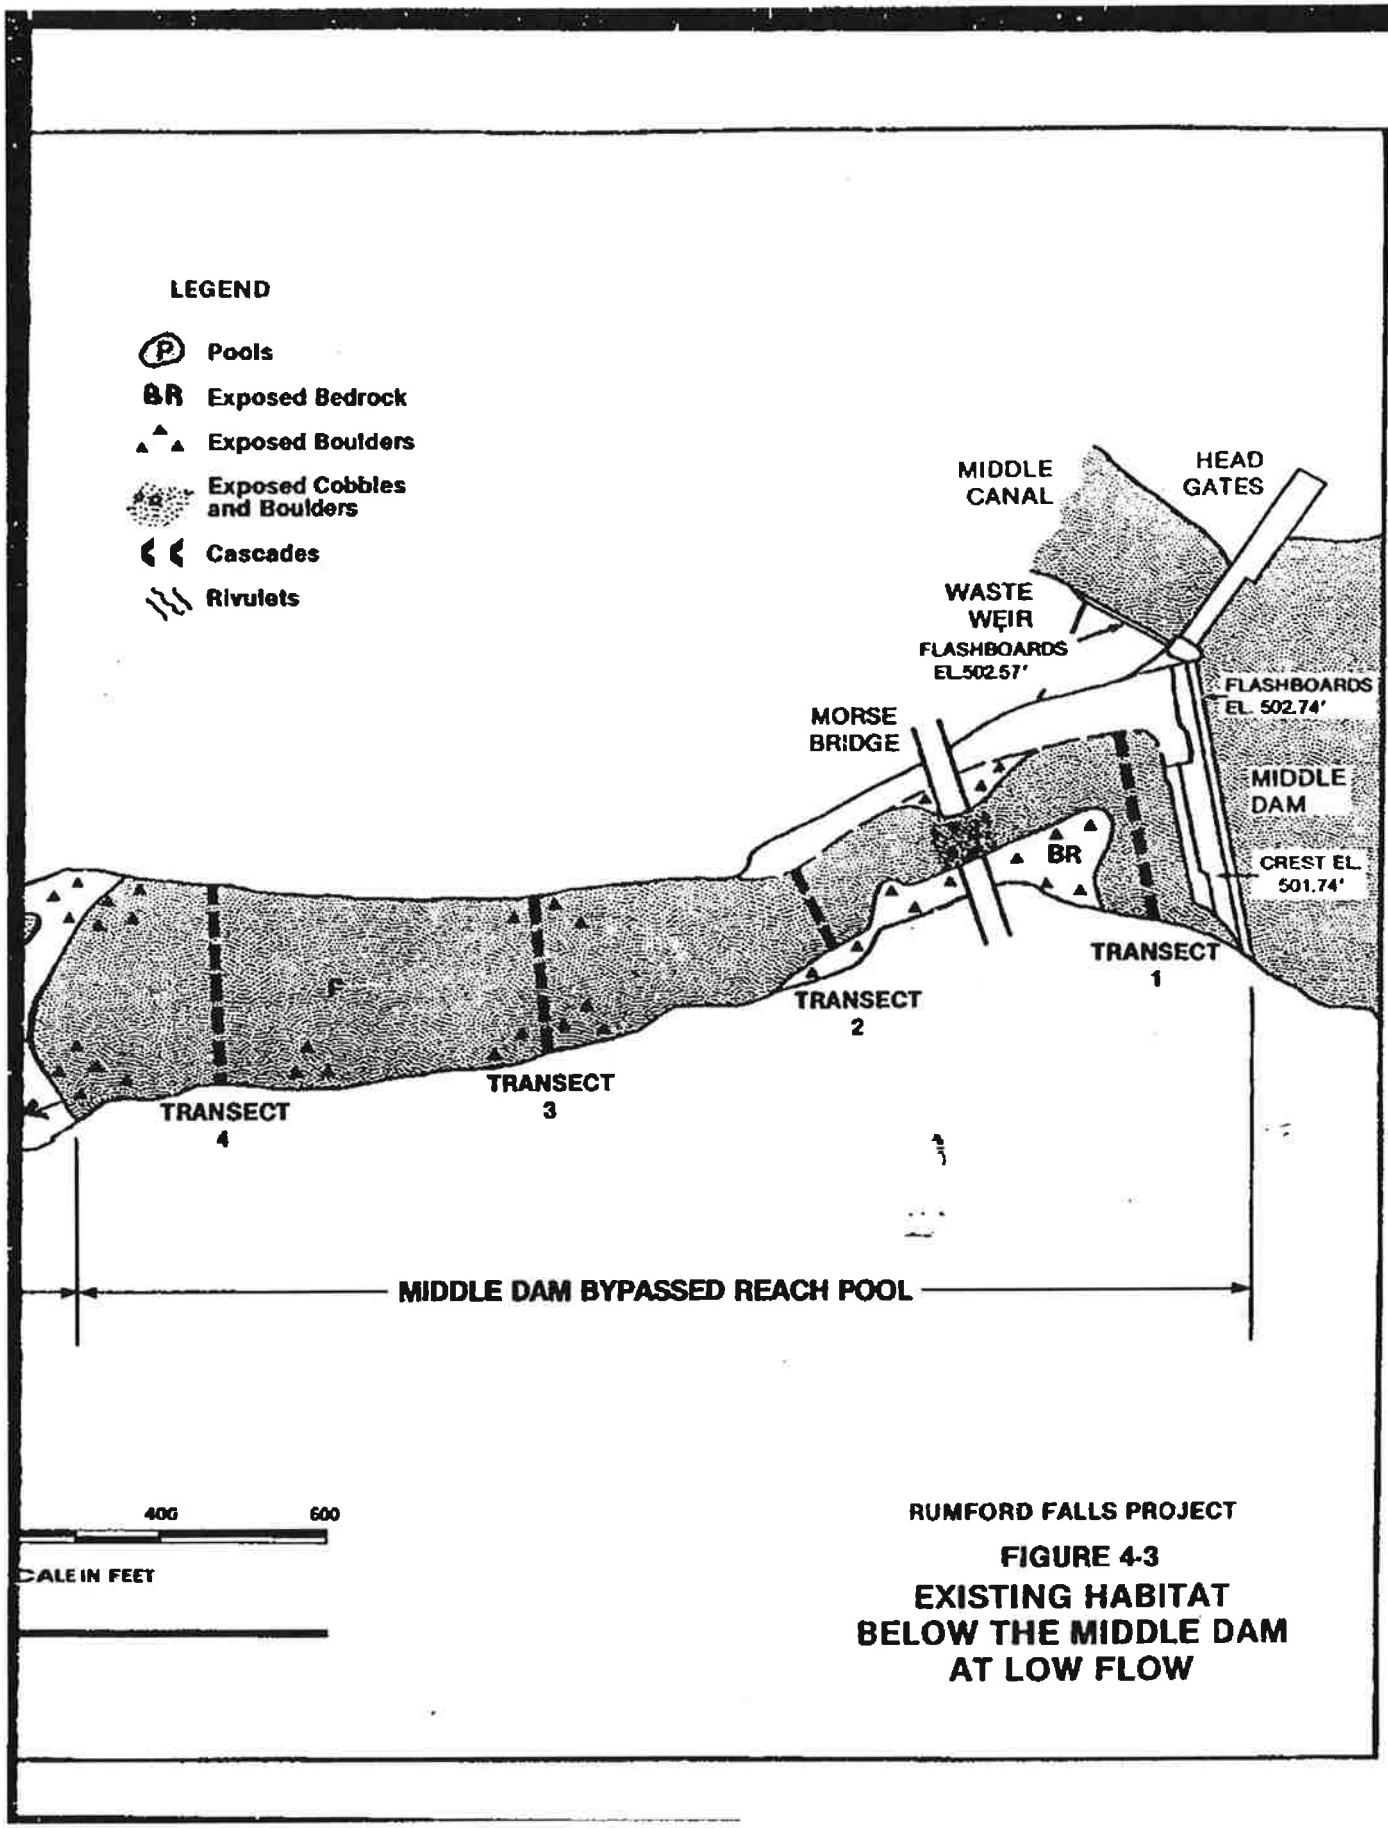 LEGEND
P Pools
BR Exposed Bedrock
Exposed Boulders
Exposed Cobbles
and Boulders
Cascades
Rivulets
MIDDLE
CANAL
HEAD
GATES
WASTE
WEIR
FLASHBOARDS
EL.502.57'
FLASHBOARDS
EL. 502.74'
MORSE
BRIDGE
MIDDLE
DAM
BR
CREST EL.
501.74'
TRANSECT
1
TRANSECT
2
TRANSECT
3
TRANSECT
4
MIDDLE DAM BYPASSED REACH POOL
400 600
CALE IN FEET
RUMFORD FALLS PROJECT
FIGURE 4-3
EXISTING HABITAT
BELOW THE MIDDLE DAM
AT LOW FLOW